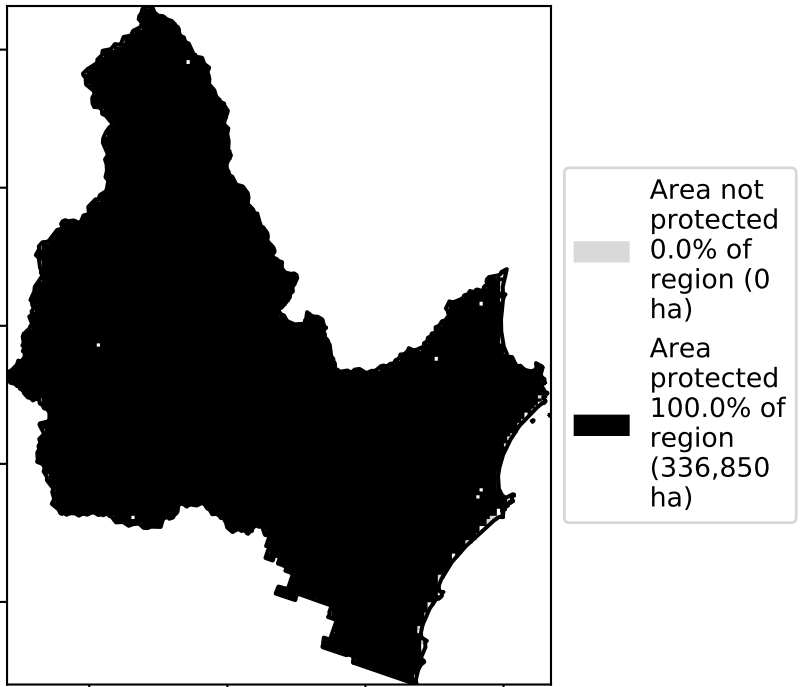 Area not
protected
0.0% of
region (0
ha)
Area
protected
100.0% of
region
(336,850
ha)